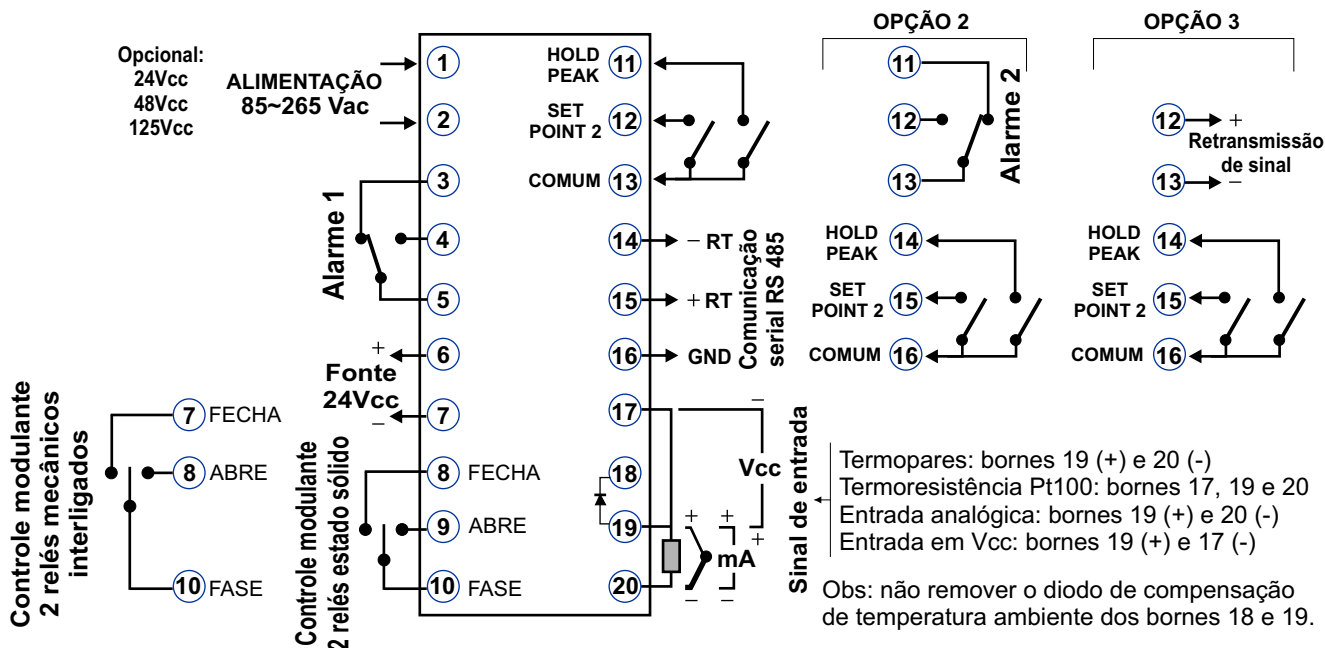 Opcional:
24Vcc
48Vcc
125Vcc
ALIMENTAÇÃO
85~265 Vac
1
2
3
4
5
6
7
8
9
10
Alarme 1
+
Fonte
24Vcc
−
FECHA
ABRE
FASE
Controle modulante
2 relés estado sólido
Controle modulante
2 relés mecânicos
interligados
7
FECHA
8
ABRE
10
FASE
HOLD
PEAK
11
SET
POINT 2
12
COMUM
13
14
− RT
15
+ RT
16
GND
Comunicação
serial RS 485
17
18
19
20
−
Vcc
+
+
+
mA
−
−
Sinal de entrada
Termopares: bornes 19 (+) e 20 (-)
Termoresistência Pt100: bornes 17, 19 e 20
Entrada analógica: bornes 19 (+) e 20 (-)
Entrada em Vcc: bornes 19 (+) e 17 (-)
Obs: não remover o diodo de compensação
de temperatura ambiente dos bornes 18 e 19.
OPÇÃO 2
11
12
13
Alarme 2
HOLD
PEAK
14
SET
POINT 2
15
COMUM
16
OPÇÃO 3
12
+
Retransmissão
de sinal
13
−
HOLD
PEAK
14
SET
POINT 2
15
COMUM
16